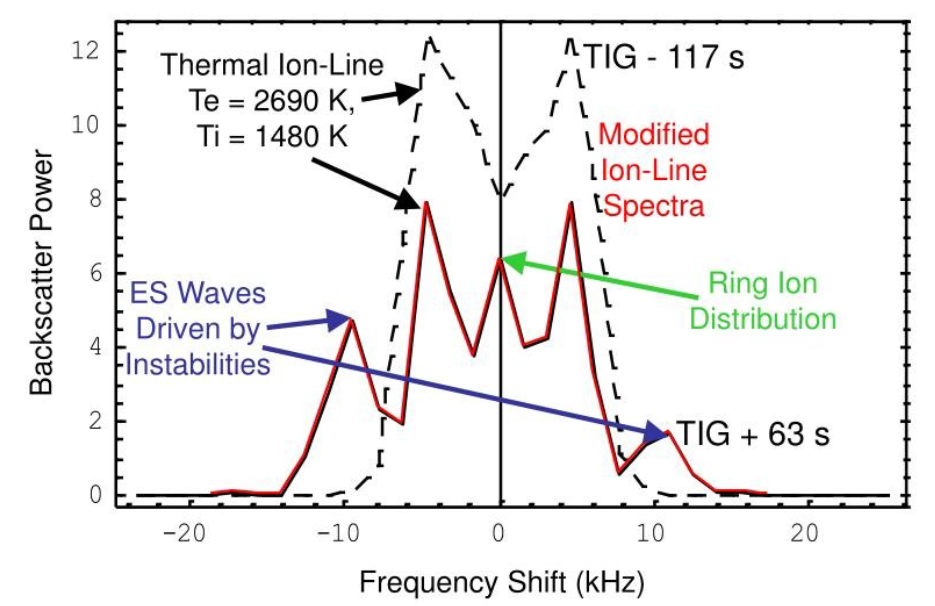 12
10
8
6
4
2
0
Backscatter Power
Thermal Ion-Line
Te = 2690 K,
Ti = 1480 K
TIG - 117 s
Modified
Ion-Line
Spectra
ES Waves
Driven by
Instabilities
Ring Ion
Distribution
TIG + 63 s
-20
-10
0
10
20
Frequency Shift (kHz)